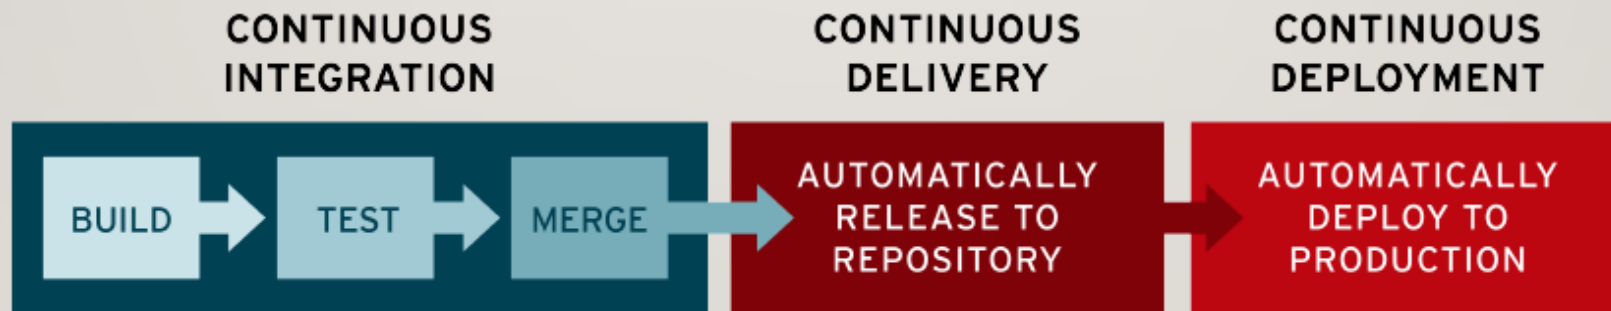 CONTINUOUS
INTEGRATION
BUILD
TEST
MERGE
CONTINUOUS
DELIVERY
AUTOMATICALLY
RELEASE TO
REPOSITORY
CONTINUOUS
DEPLOYMENT
AUTOMATICALLY
DEPLOY TO
PRODUCTION